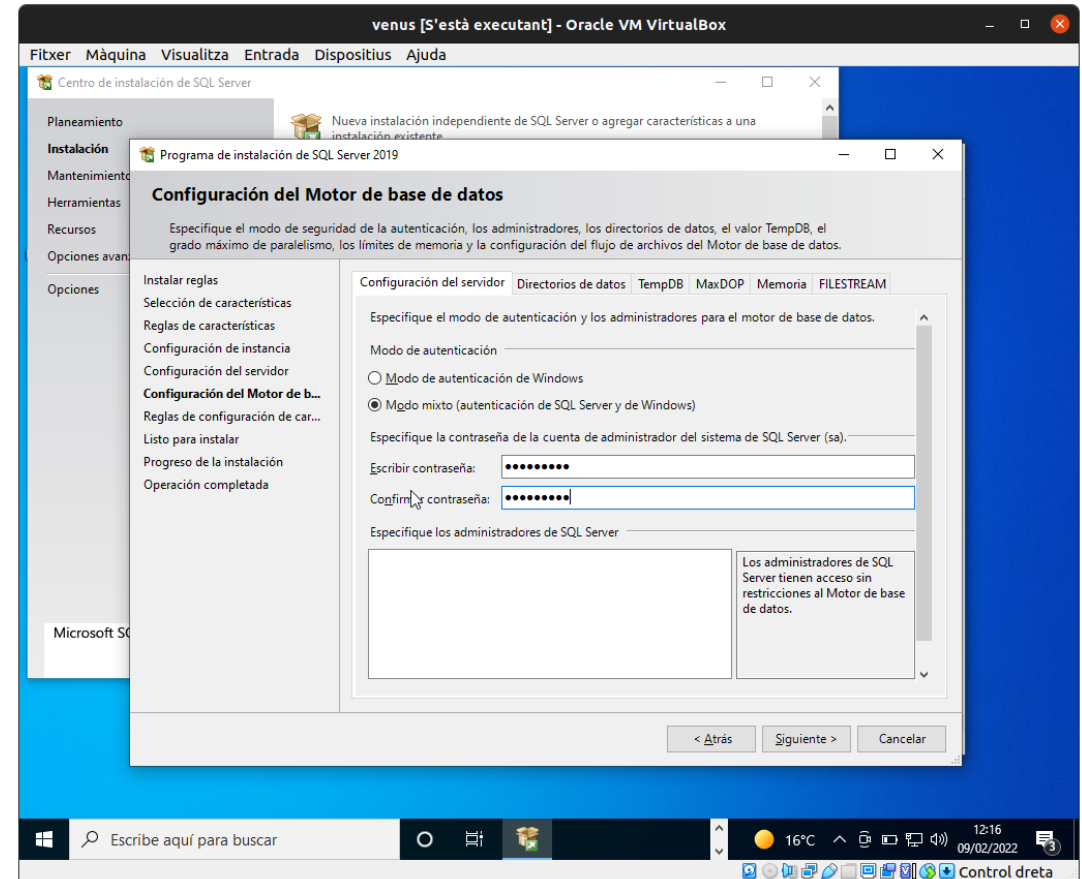 venus [S'està executant] - Oracle VM VirtualBox
Fitxer Màquina Visualitza Entrada Dispositius Ajuda
Centro de instalación de SQL Server
Planeamiento
Instalación
Mantenimiento
Herramientas
Recursos
Opciones avan
Opciones
Nueva instalación independiente de SQL Server o agregar características a una
instalación existente
Microsoft SQ
Programa de instalación de SQL Server 2019
Configuración del Motor de base de datos
Especifique el modo de seguridad de la autenticación, los administradores, los directorios de datos, el valor TempDB, el
grado máximo de paralelismo, los límites de memoria y la configuración del flujo de archivos del Motor de base de datos.
Instalar reglas
Selección de características
Reglas de características
Configuración de instancia
Configuración del servidor
Configuración del Motor de b...
Reglas de configuración de car...
Listo para instalar
Progreso de la instalación
Operación completada
Configuración del servidor Directorios de datos TempDB MaxDOP Memoria FILESTREAM
Especifique el modo de autenticación y los administradores para el motor de base de datos.
Modo de autenticación
Modo de autenticación de Windows
Modo mixto (autenticación de SQL Server y de Windows)
Especifique la contraseña de la cuenta de administrador del sistema de SQL Server (sa).
Escribir contraseña: •••••••••
Confirmar contraseña: •••••••••
Especifique los administradores de SQL Server
Los administradores de SQL
Server tienen acceso sin
restricciones al Motor de base
de datos.
< Atrás Siguiente > Cancelar
Escribe aquí para buscar
16°C
12:16
09/02/2022
3
Control dreta